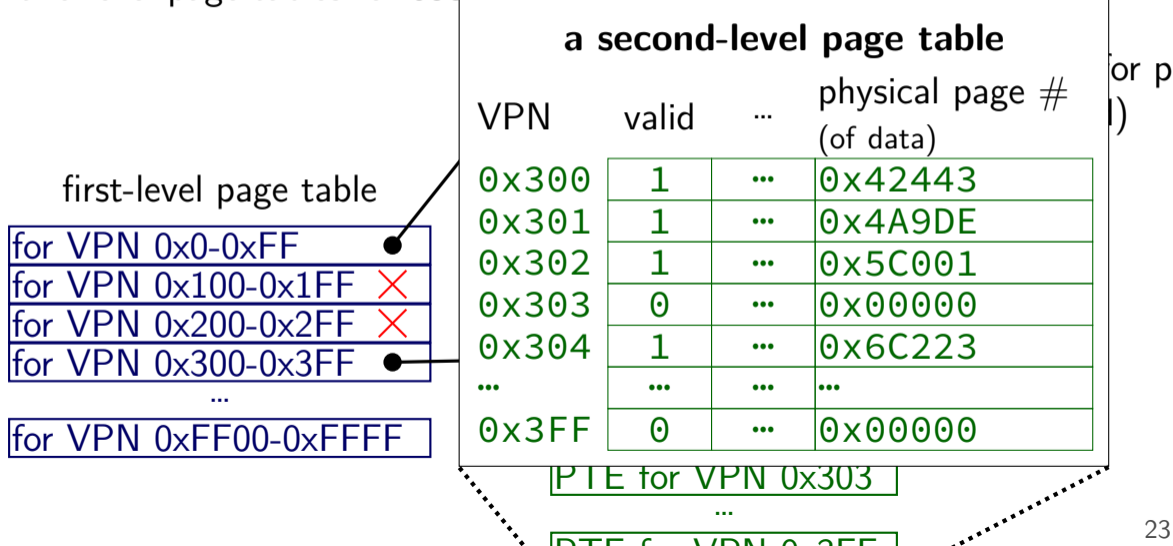 a second-level page table
or p
VPN valid ... physical page #
(of data)
first-level page table
0x300 1 ... 0x42443
0x301 1 ... 0x4A9DE
0x302 1 ... 0x5C001
0x303 0 ... 0x00000
0x304 1 ... 0x6C223
... ... ... ...
0x3FF 0 ... 0x00000
for VPN 0x0-0xFF
for VPN 0x100-0x1FF
for VPN 0x200-0x2FF
for VPN 0x300-0x3FF
...
for VPN 0xFF00-0xFFFF
PTE for VPN 0x303
...
23